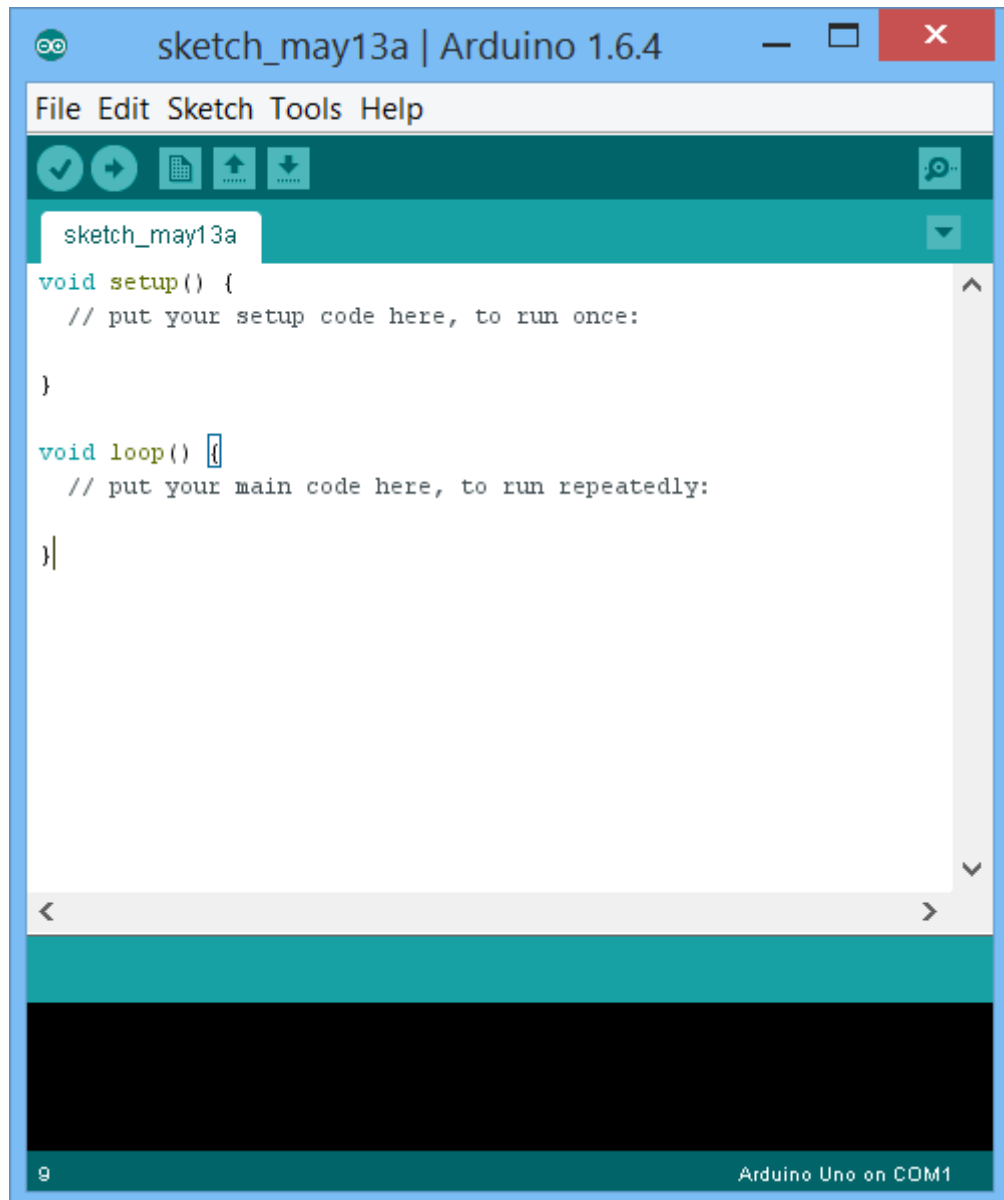 sketch_may13a | Arduino 1.6.4
File Edit Sketch Tools Help
sketch_may13a
void setup() {
  // put your setup code here, to run once:

}

void loop() {
  // put your main code here, to run repeatedly:

}
9
Arduino Uno on COM1